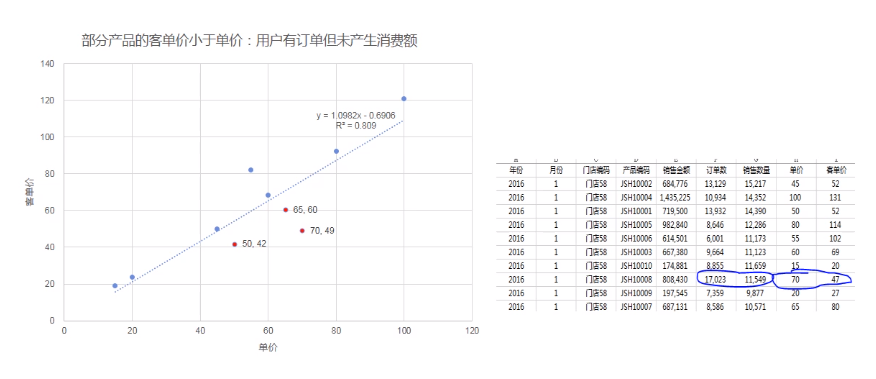 部分产品的客单价小于单价：用户有订单但未产生消费额
140
120
100
80
60
40
20
0
y = 1.0982x - 0.6906
R² = 0.809
65, 60
70, 49
50, 42
0 20 40 60 80 100 120
客单价
单价
年份 月份 门店编码 产品编码 销售金额 订单数 销售数量 单价 客单价
2016 1 门店58 JSH10002 684,776 13,129 15,217 45 52
2016 1 门店58 JSH10004 1,435,225 10,934 14,352 100 131
2016 1 门店58 JSH10001 719,500 13,932 14,390 50 52
2016 1 门店58 JSH10005 982,840 8,646 12,286 80 114
2016 1 门店58 JSH10006 614,501 6,001 11,173 55 102
2016 1 门店58 JSH10003 667,380 9,664 11,123 60 69
2016 1 门店58 JSH10010 174,881 8,855 11,659 15 20
2016 1 门店58 JSH10008 808,430 17,023 11,549 70 47
2016 1 门店58 JSH10009 197,545 7,359 9,877 20 27
2016 1 门店58 JSH10007 687,131 8,586 10,571 65 80